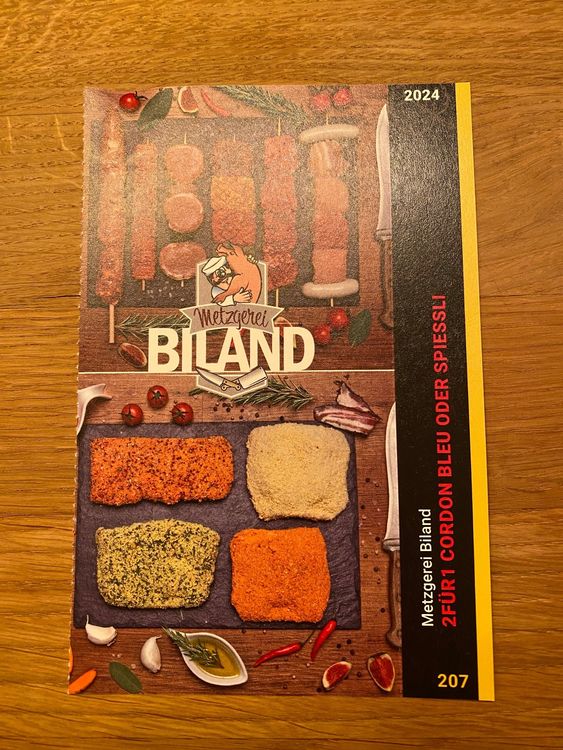 2024
Metzgerei
BILAND
Metzgerei Biland
2FÜR1 CORDON BLEU ODER SPIESSLI
207